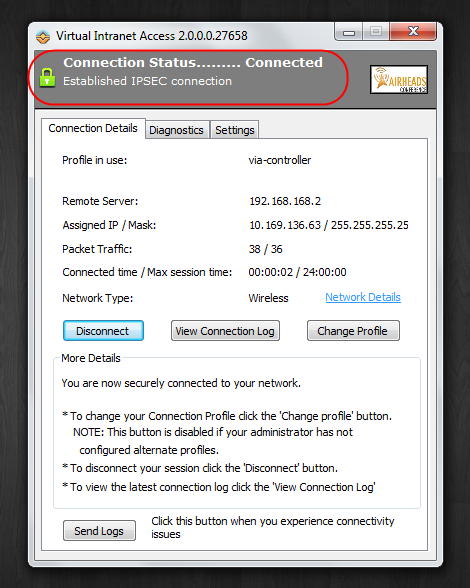 Virtual Intranet Access 2.0.0.0.27658
Connection Status......... Connected
Established IPSEC connection
AIRHEADS
CONFERENCE
Connection Details Diagnostics Settings
Profile in use: via-controller
Remote Server: 192.168.168.2
Assigned IP / Mask: 10.169.136.63 / 255.255.255.25
Packet Traffic: 38 / 36
Connected time / Max session time: 00:00:02 / 24:00:00
Network Type: Wireless Network Details
Disconnect View Connection Log Change Profile
More Details
You are now securely connected to your network.
* To change your Connection Profile click the 'Change profile' button.
NOTE: This button is disabled if your administrator has not
configured alternate profiles.
* To disconnect your session click the 'Disconnect' button.
* To view the latest connection log click the 'View Connection Log'
Send Logs Click this button when you experience connectivity
issues